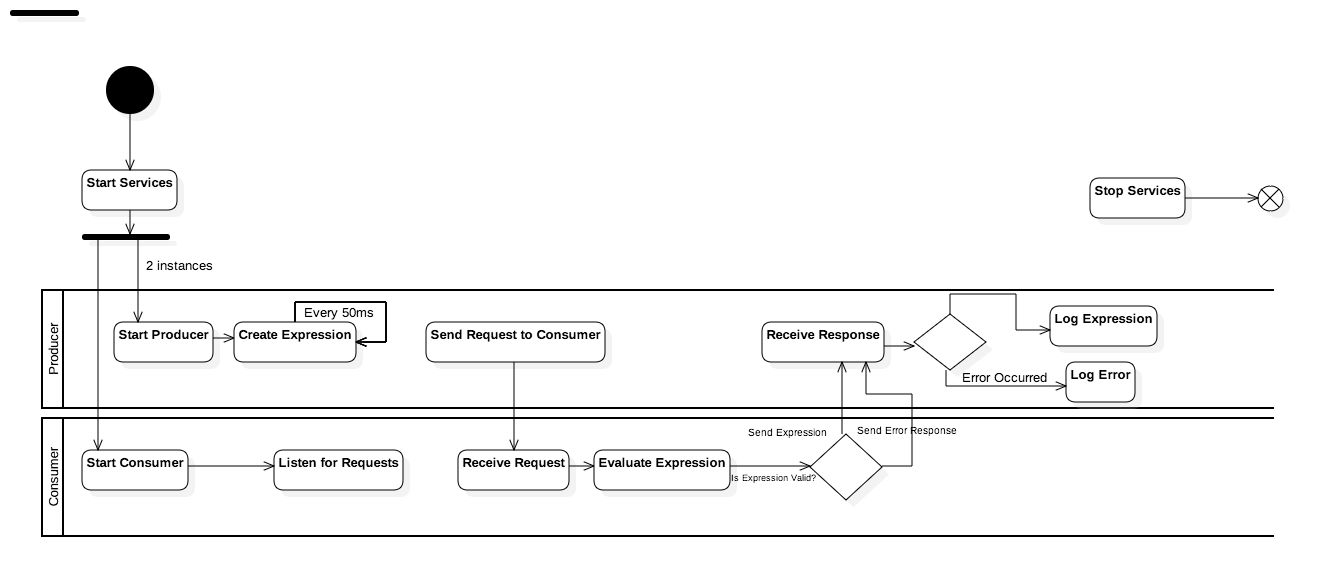 Start Services
Stop Services
2 instances
Producer
Every 50ms
Start Producer
Create Expression
Send Request to Consumer
Receive Response
Log Expression
Error Occurred
Log Error
Consumer
Send Expression
Send Error Response
Start Consumer
Listen for Requests
Receive Request
Evaluate Expression
Is Expression Valid?